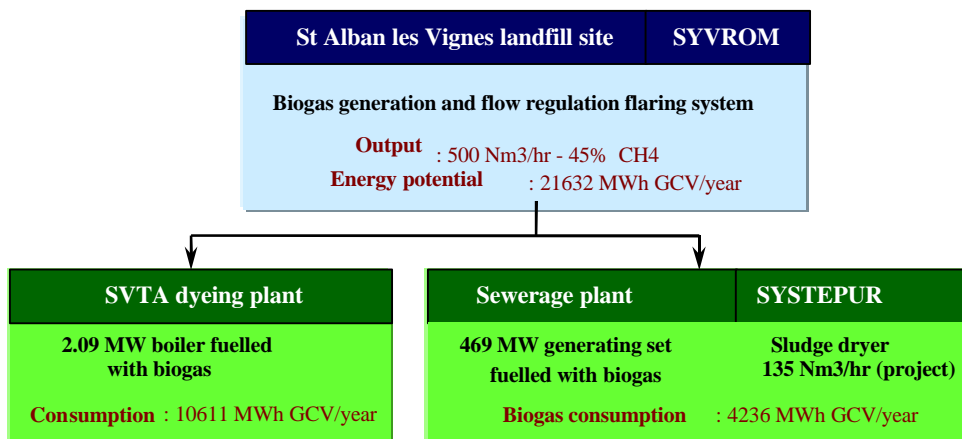 St Alban les Vignes landfill site SYVROM
Biogas generation and flow regulation flaring system
Output : 500 Nm3/hr - 45% CH4
Energy potential : 21632 MWh GCV/year
SVTA dyeing plant
2.09 MW boiler fuelled
with biogas
Consumption : 10611 MWh GCV/year
Sewerage plant SYSTEPUR
469 MW generating set Sludge dryer
fuelled with biogas 135 Nm3/hr (project)
Biogas consumption : 4236 MWh GCV/year